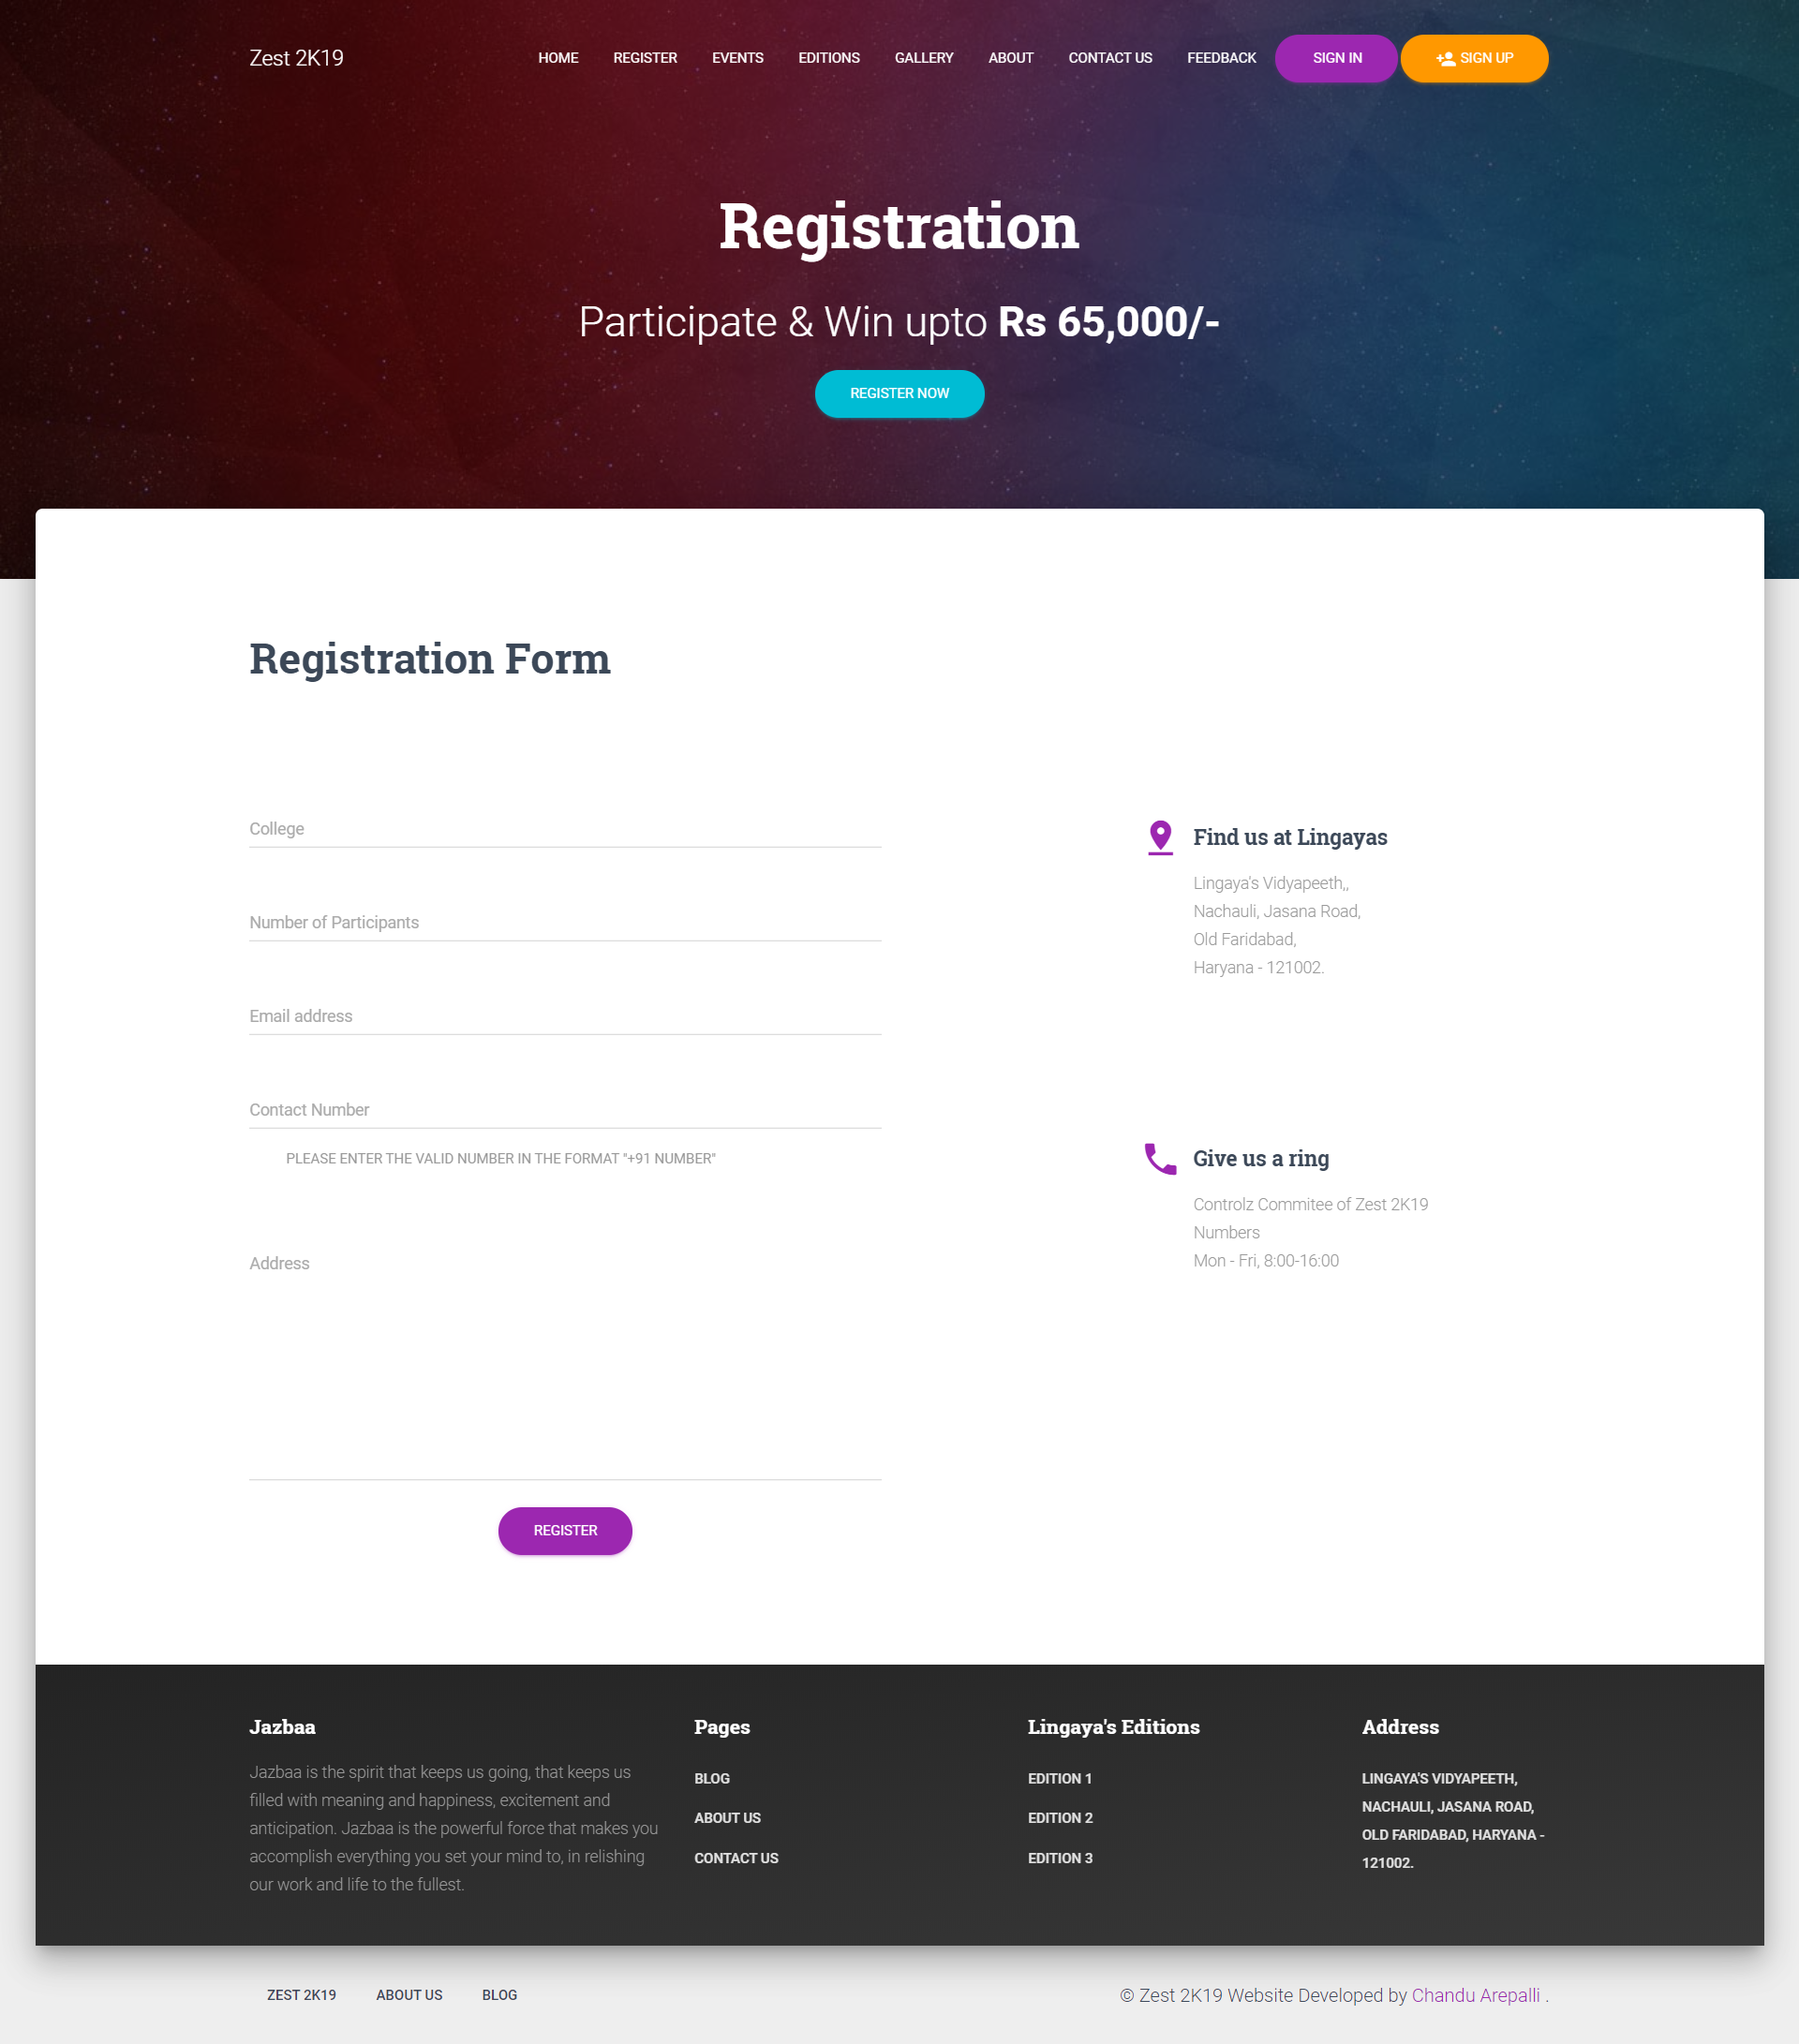 Zest 2K19
HOME REGISTER EVENTS EDITIONS GALLERY ABOUT CONTACT US FEEDBACK SIGN IN SIGN UP
Registration
Participate & Win upto Rs 65,000/-
REGISTER NOW
Registration Form
College
Number of Participants
Email address
Contact Number
PLEASE ENTER THE VALID NUMBER IN THE FORMAT "+91 NUMBER"
Address
REGISTER
Find us at Lingayas
Lingaya's Vidyapeeth,,
Nachauli, Jasana Road,
Old Faridabad,
Haryana - 121002.
Give us a ring
Controlz Commitee of Zest 2K19
Numbers
Mon - Fri, 8:00-16:00
Jazbaa
Jazbaa is the spirit that keeps us going, that keeps us
filled with meaning and happiness, excitement and
anticipation. Jazbaa is the powerful force that makes you
accomplish everything you set your mind to, in relishing
our work and life to the fullest.
Pages
BLOG
ABOUT US
CONTACT US
Lingaya's Editions
EDITION 1
EDITION 2
EDITION 3
Address
LINGAYA'S VIDYAPEETH,
NACHAULI, JASANA ROAD,
OLD FARIDABAD, HARYANA -
121002.
ZEST 2K19 ABOUT US BLOG
© Zest 2K19 Website Developed by Chandu Arepalli .